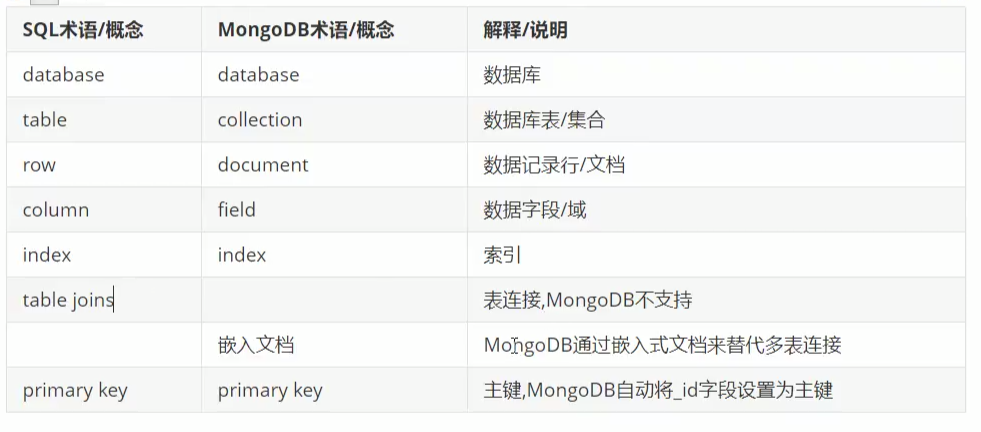 SQL术语/概念 MongoDB术语/概念 解释/说明
database database 数据库
table collection 数据库表/集合
row document 数据记录行/文档
column field 数据字段/域
index index 索引
table joins 表连接,MongoDB不支持
嵌入文档 MongoDB通过嵌入式文档来替代多表连接
primary key primary key 主键,MongoDB自动将_id字段设置为主键